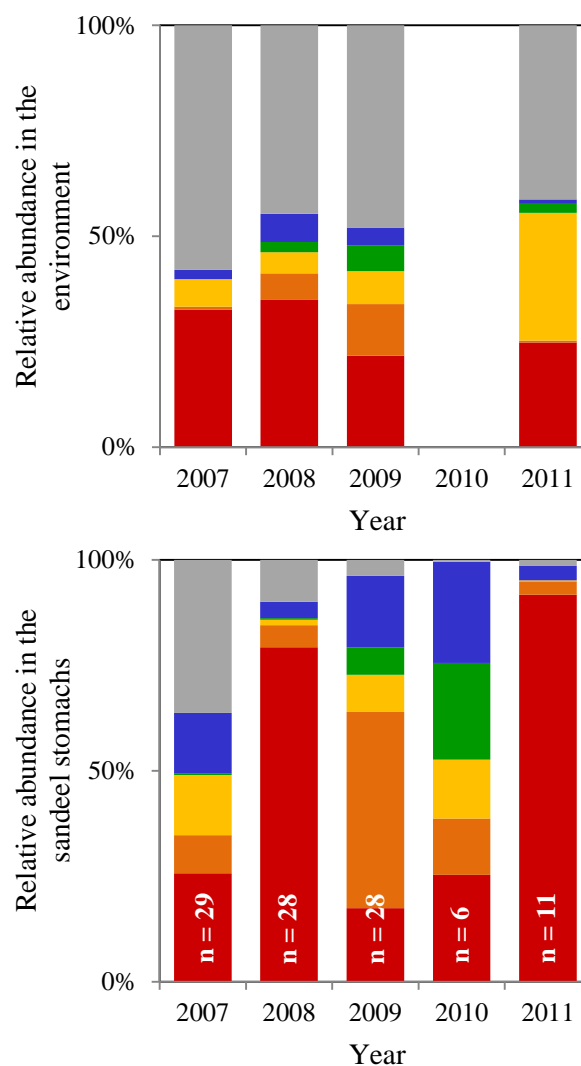 100%
50%
0%
Relative abundance in the
environment
2007 2008 2009 2010 2011
Year
100%
50%
0%
Relative abundance in the
sandeel stomachs
n = 29
n = 28
n = 28
n = 6
n = 11
2007 2008 2009 2010 2011
Year